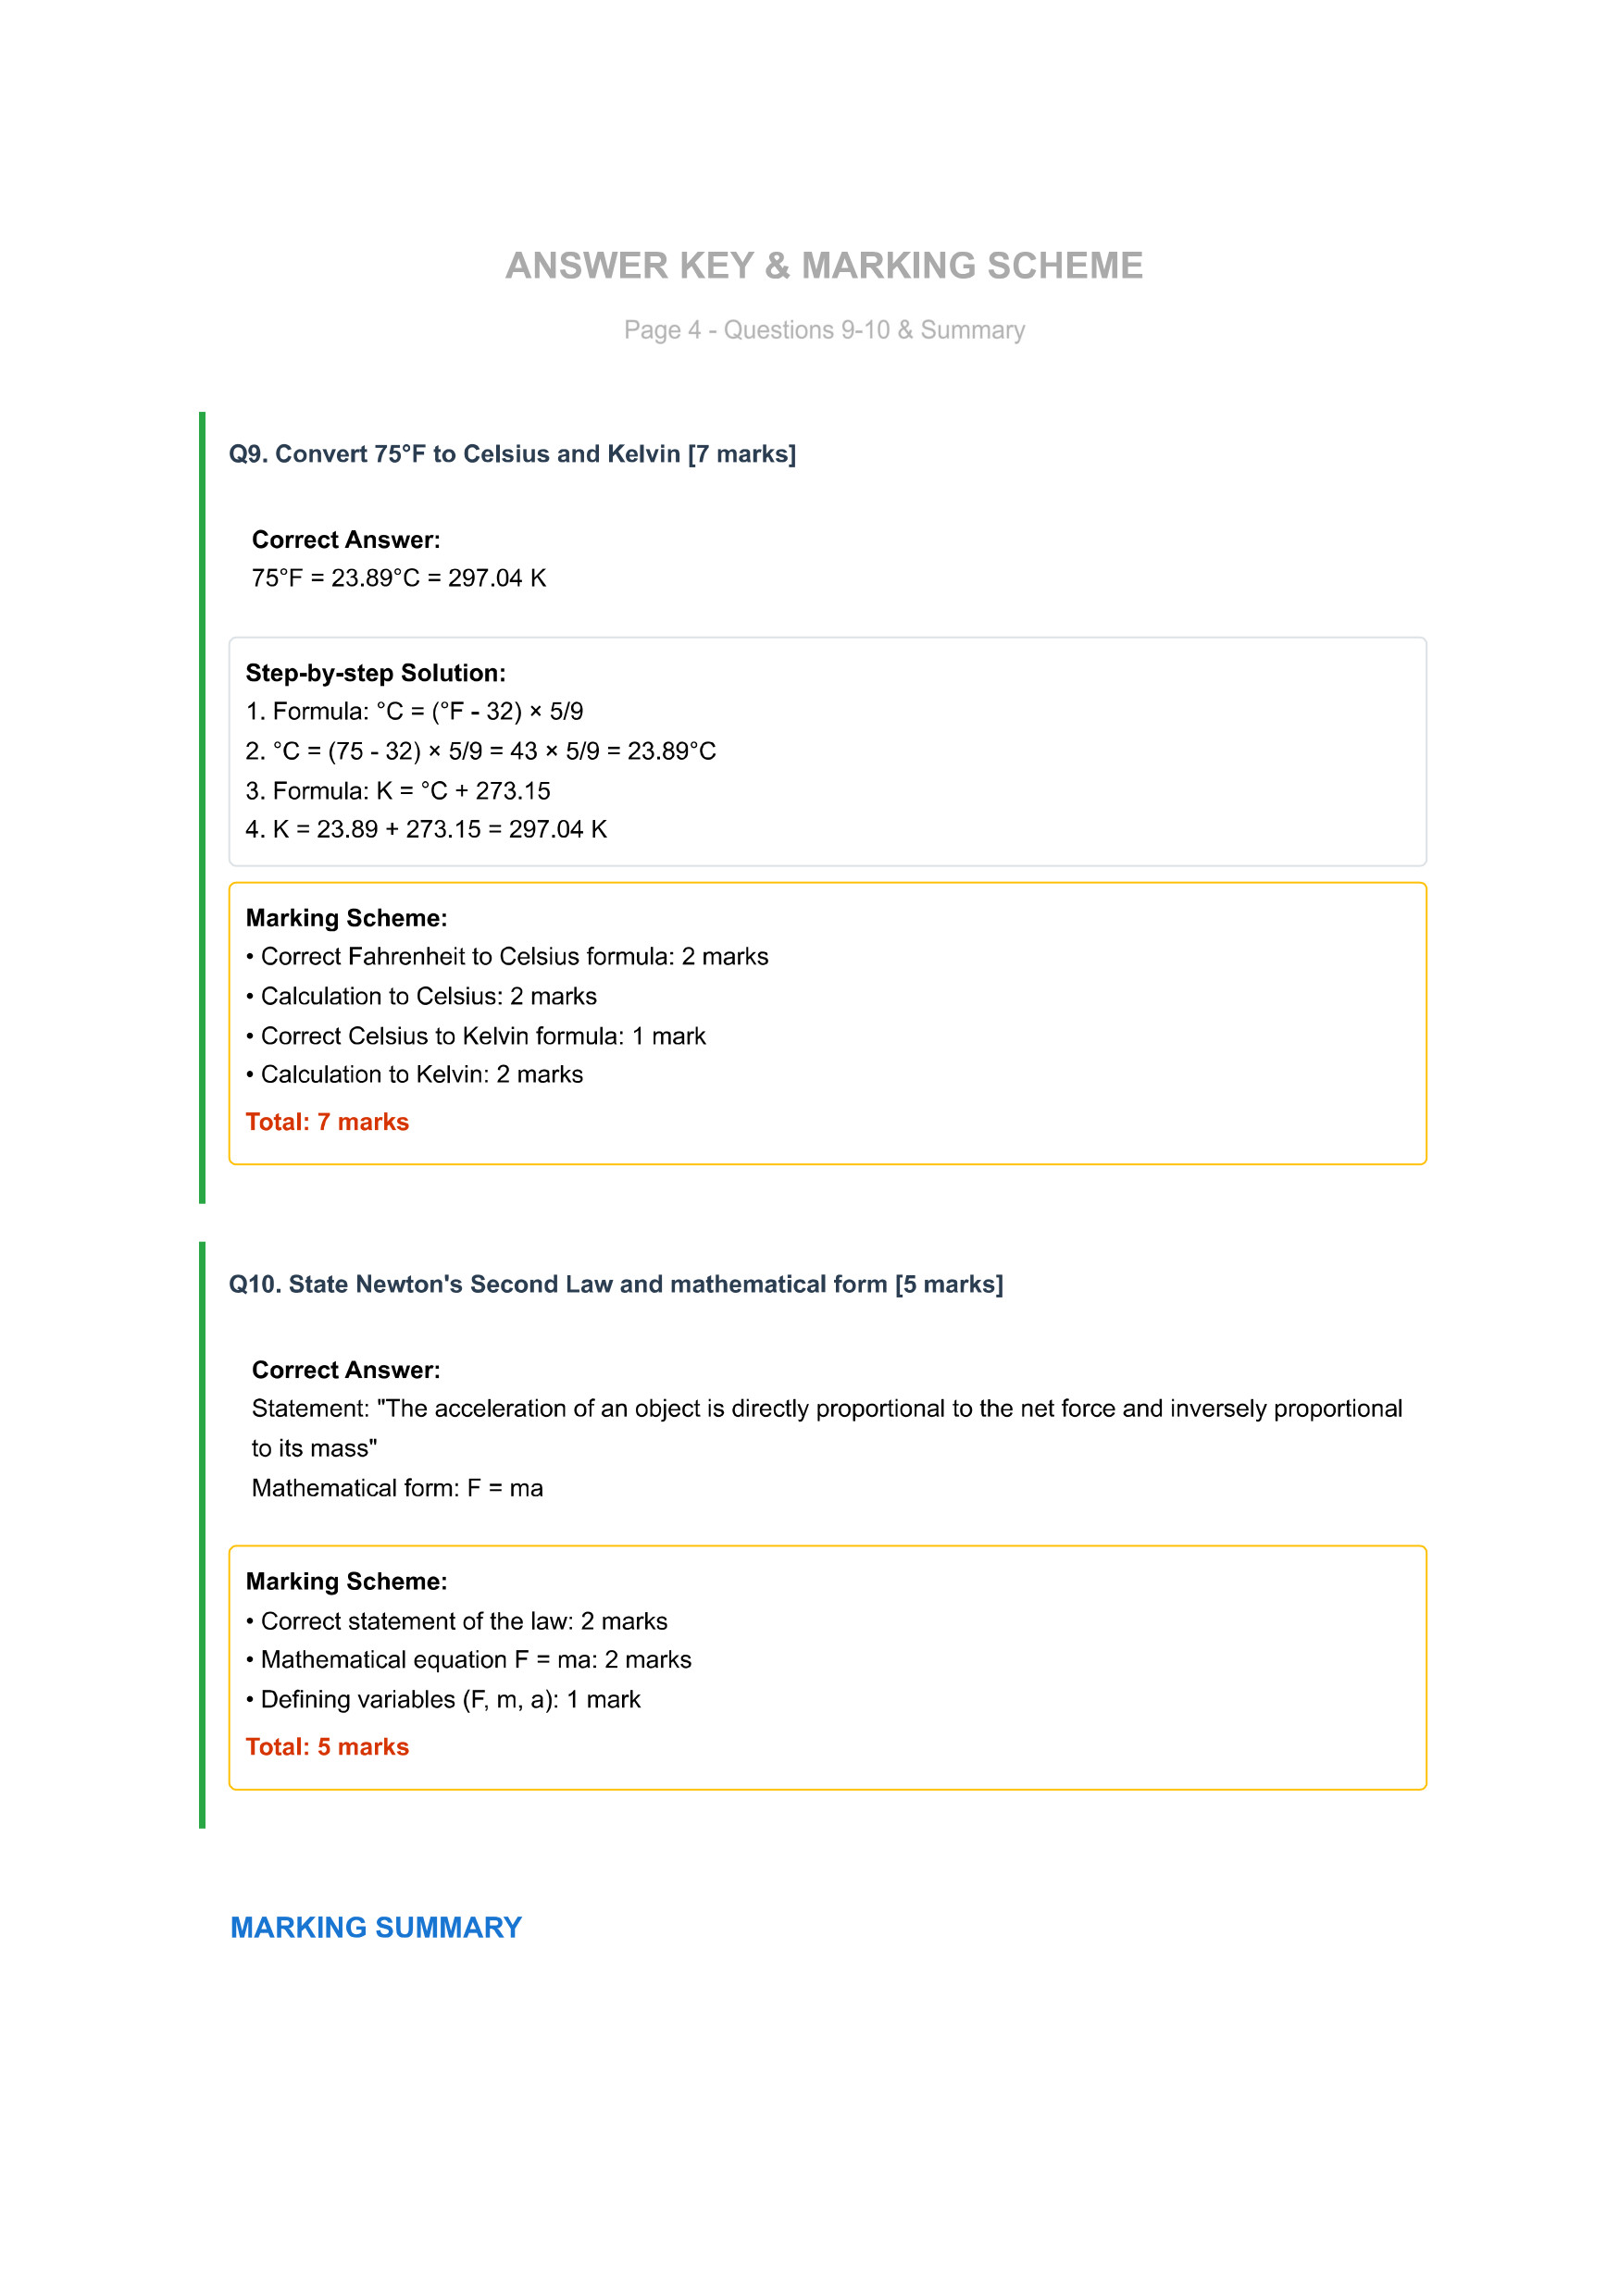 ANSWER KEY & MARKING SCHEME
Page 4 - Questions 9-10 & Summary
Q9. Convert 75°F to Celsius and Kelvin [7 marks]
Correct Answer:
75°F = 23.89°C = 297.04 K
Step-by-step Solution:
1. Formula: °C = (°F - 32) × 5/9
2. °C = (75 - 32) × 5/9 = 43 × 5/9 = 23.89°C
3. Formula: K = °C + 273.15
4. K = 23.89 + 273.15 = 297.04 K
Marking Scheme:
• Correct Fahrenheit to Celsius formula: 2 marks
• Calculation to Celsius: 2 marks
• Correct Celsius to Kelvin formula: 1 mark
• Calculation to Kelvin: 2 marks
Total: 7 marks
Q10. State Newton's Second Law and mathematical form [5 marks]
Correct Answer:
Statement: "The acceleration of an object is directly proportional to the net force and inversely proportional
to its mass"
Mathematical form: F = ma
Marking Scheme:
• Correct statement of the law: 2 marks
• Mathematical equation F = ma: 2 marks
• Defining variables (F, m, a): 1 mark
Total: 5 marks
MARKING SUMMARY